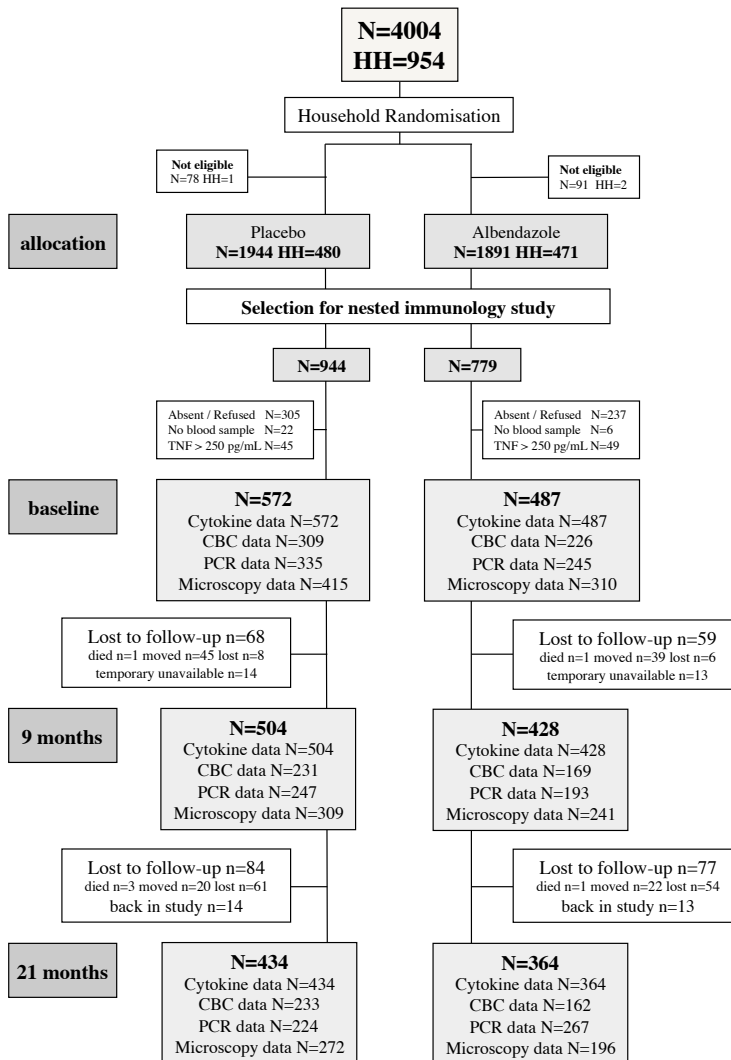 N=4004
HH=954
Household Randomisation
Not eligible
N=78 HH=1
Not eligible
N=91 HH=2
allocation
Placebo
N=1944 HH=480
Albendazole
N=1891 HH=471
Selection for nested immunology study
N=944
N=779
Absent / Refused N=305
No blood sample N=22
TNF > 250 pg/mL N=45
Absent / Refused N=237
No blood sample N=6
TNF > 250 pg/mL N=49
baseline
N=572
Cytokine data N=572
CBC data N=309
PCR data N=335
Microscopy data N=415
N=487
Cytokine data N=487
CBC data N=226
PCR data N=245
Microscopy data N=310
Lost to follow-up n=68
died n=1 moved n=45 lost n=8
temporary unavailable n=14
Lost to follow-up n=59
died n=1 moved n=39 lost n=6
temporary unavailable n=13
9 months
N=504
Cytokine data N=504
CBC data N=231
PCR data N=247
Microscopy data N=309
N=428
Cytokine data N=428
CBC data N=169
PCR data N=193
Microscopy data N=241
Lost to follow-up n=84
died n=3 moved n=20 lost n=61
back in study n=14
Lost to follow-up n=77
died n=1 moved n=22 lost n=54
back in study n=13
21 months
N=434
Cytokine data N=434
CBC data N=233
PCR data N=224
Microscopy data N=272
N=364
Cytokine data N=364
CBC data N=162
PCR data N=267
Microscopy data N=196